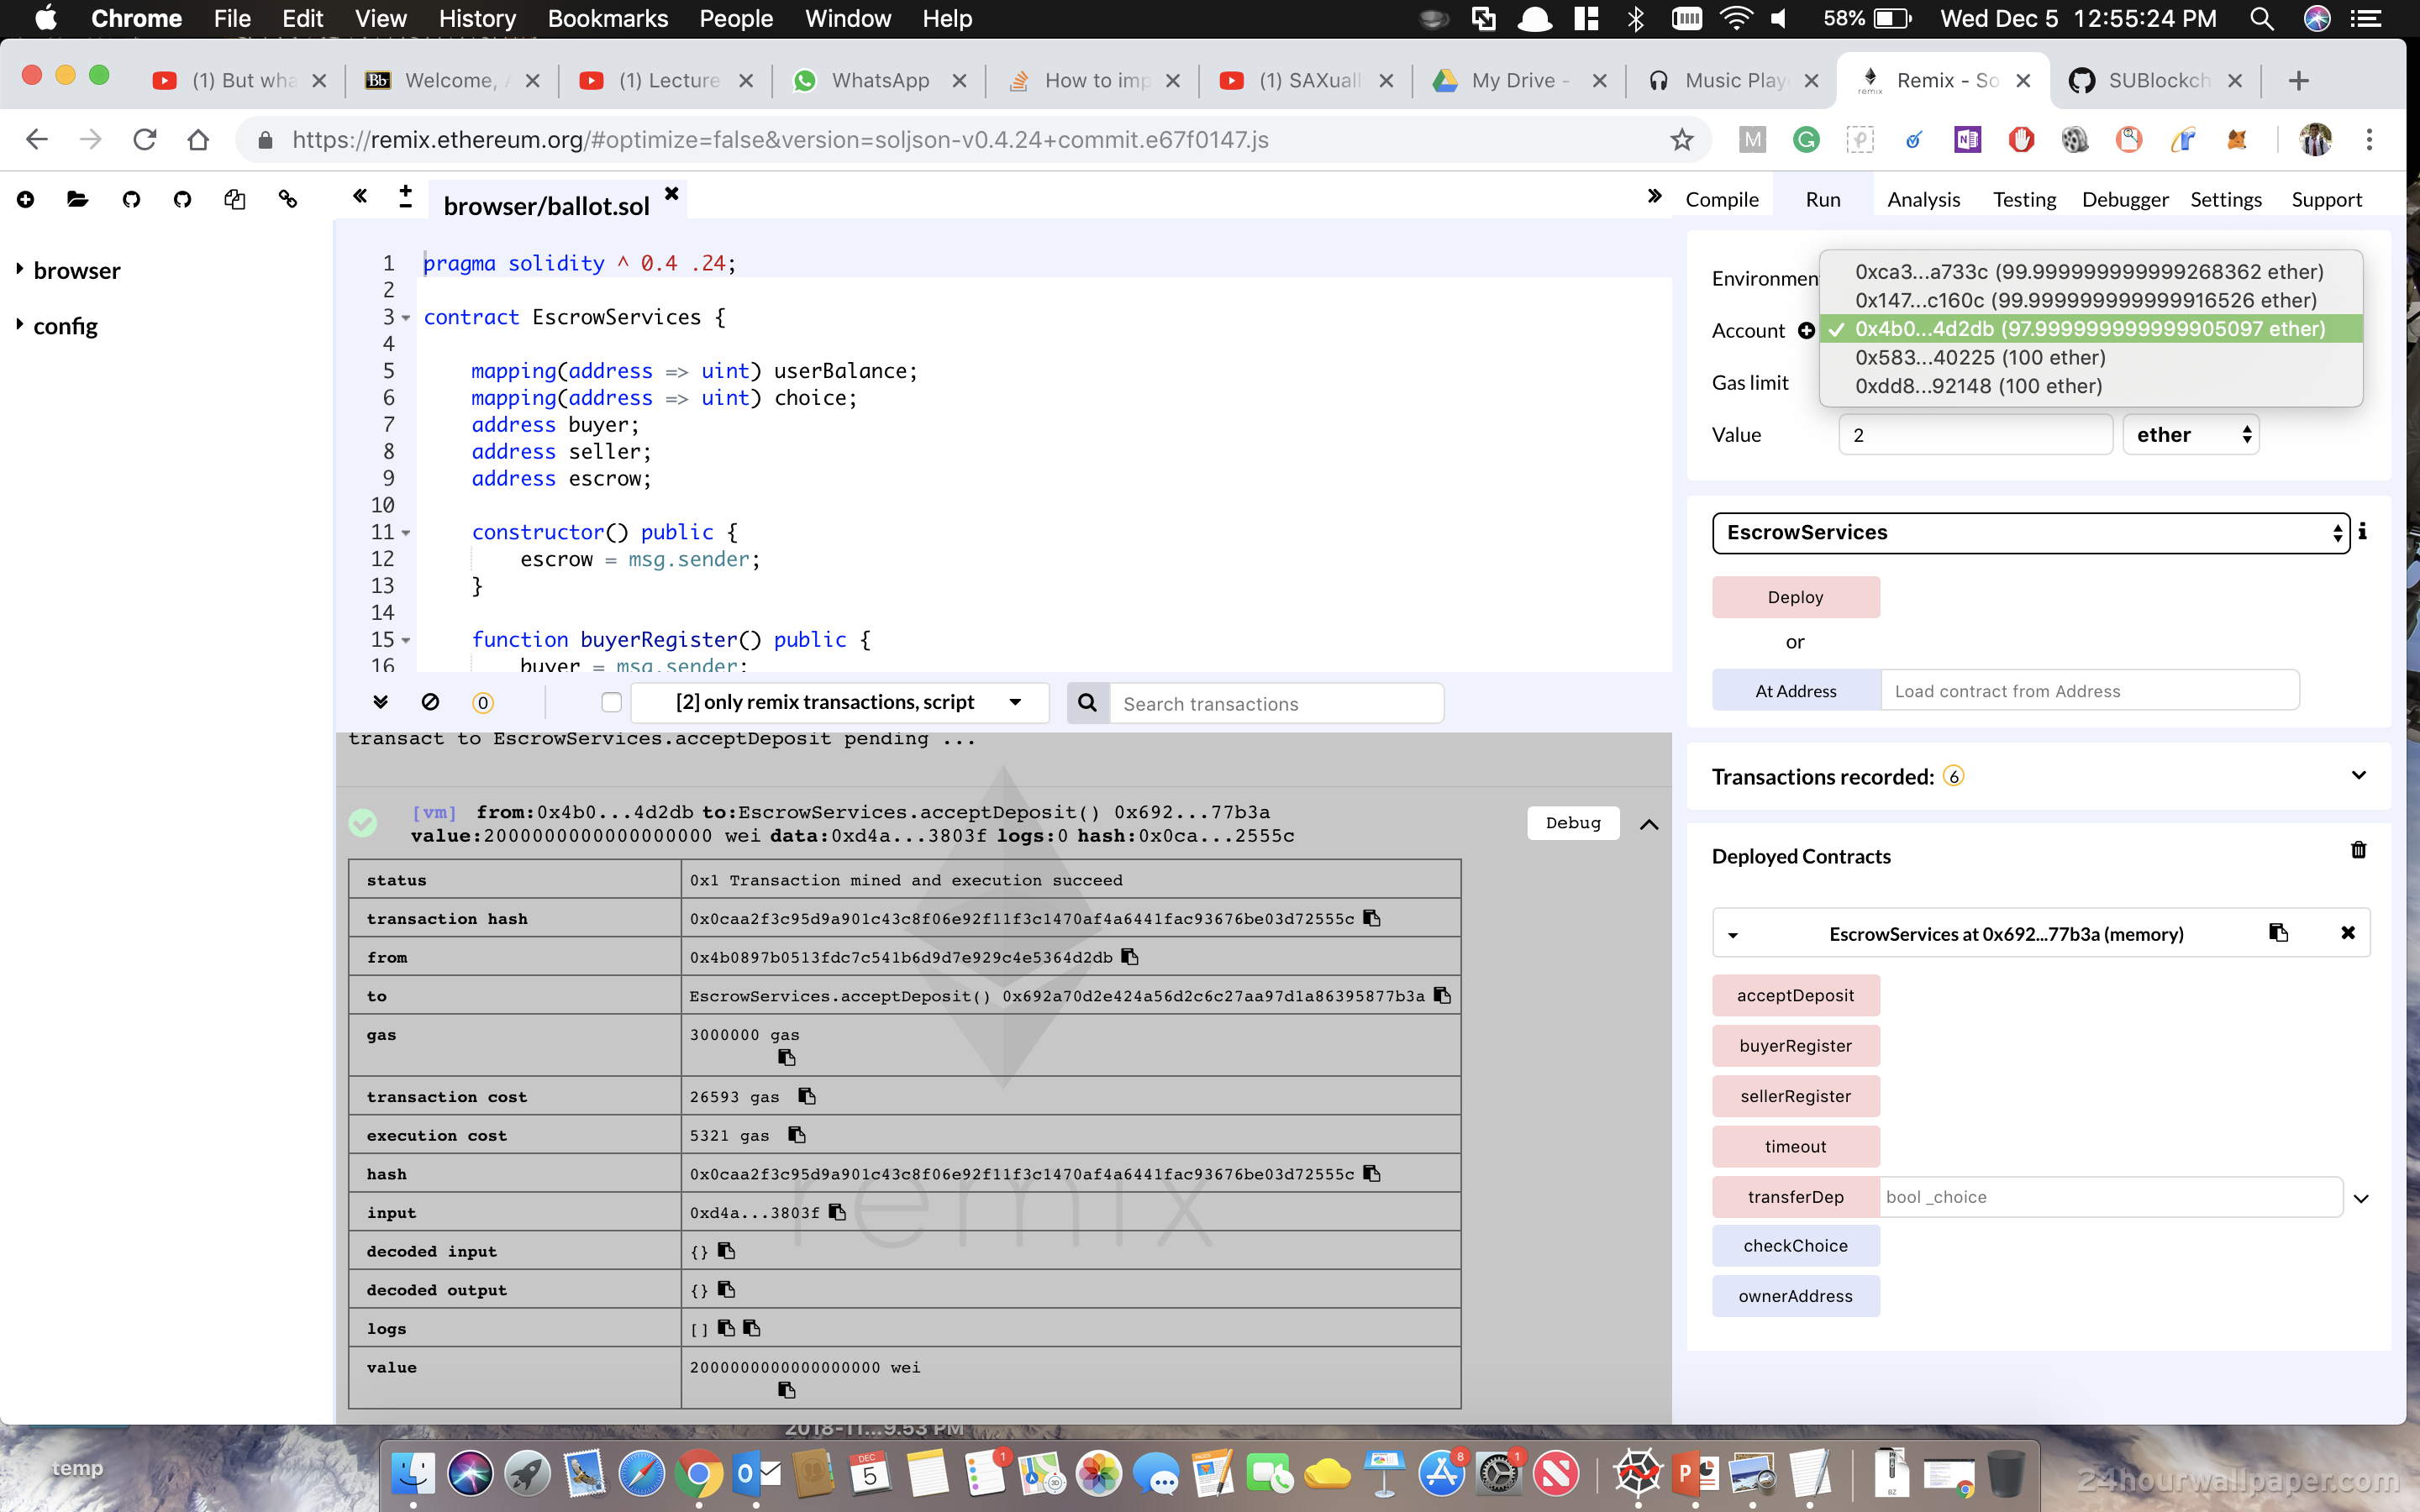 Chrome File Edit View History Bookmarks People Window Help 58% Wed Dec 5 12:55:24 PM
(1) But wha Bb Welcome, A (1) Lecture WhatsApp How to imp (1) SAXuall My Drive - Music Play remix Remix - So SUBlockch
https://remix.ethereum.org/#optimize=false&version=soljson-v0.4.24+commit.e67f0147.js
browser/ballot.sol
Compile Run Analysis Testing Debugger Settings Support
browser
config
1 pragma solidity ^ 0.4 .24;
2
3 contract EscrowServices {
4
5 mapping(address => uint) userBalance;
6 mapping(address => uint) choice;
7 address buyer;
8 address seller;
9 address escrow;
10
11 constructor() public {
12 escrow = msg.sender;
13 }
14
15 function buyerRegister() public {
16 buyer = msg.sender;
0 [2] only remix transactions, script Search transactions
transact to EscrowServices.acceptDeposit pending ...
[vm] from:0x4b0...4d2db to:EscrowServices.acceptDeposit() 0x692...77b3a
value:2000000000000000000 wei data:0xd4a...3803f logs:0 hash:0x0ca...2555c
Debug
status 0x1 Transaction mined and execution succeed
transaction hash 0x0caa2f3c95d9a901c43c8f06e92f11f3c1470af4a6441fac93676be03d72555c
from 0x4b0897b0513fdc7c541b6d9d7e929c4e5364d2db
to EscrowServices.acceptDeposit() 0x692a70d2e424a56d2c6c27aa97d1a86395877b3a
gas 3000000 gas
transaction cost 26593 gas
execution cost 5321 gas
hash 0x0caa2f3c95d9a901c43c8f06e92f11f3c1470af4a6441fac93676be03d72555c
input 0xd4a...3803f
decoded input {}
decoded output {}
logs []
value 2000000000000000000 wei
remix
Environmen
0xca3...a733c (99.999999999999268362 ether)
0x147...c160c (99.999999999999916526 ether)
Account 0x4b0...4d2db (97.999999999999905097 ether)
0x583...40225 (100 ether)
Gas limit
0xdd8...92148 (100 ether)
Value 2 ether
EscrowServices
Deploy
or
At Address Load contract from Address
Transactions recorded: 6
Deployed Contracts
EscrowServices at 0x692...77b3a (memory)
acceptDeposit
buyerRegister
sellerRegister
timeout
transferDep bool _choice
checkChoice
ownerAddress
2018-11...9.53 PM
temp
DEC
5
1
8
1
24hourwallpaper.com